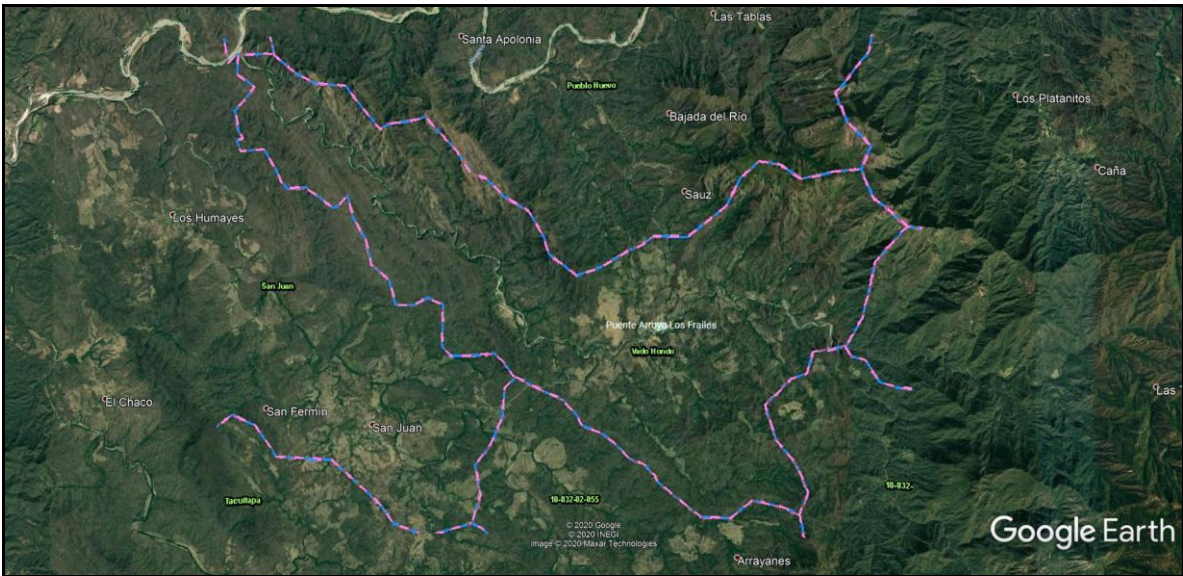 Las Tablas
Santa Apolonia
Pueblo Nuevo
Los Platanitos
Bajada del Río
Caña
Sauz
Los Humayes
San Juan
Puente Arroyo Los Frailes
Vado Hondo
Las
El Chaco
San Fermin
San Juan
10-832-
Tacuitapa
10-832-02-055
© 2020 Google
© 2020 INEGI
Image © 2020 Maxar Technologies
Google Earth
Arrayanes